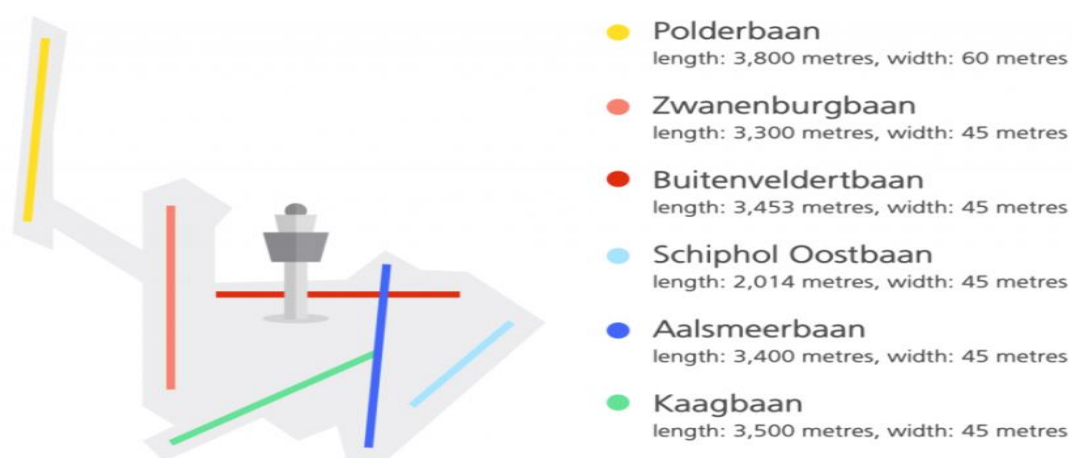 Polderbaan
length: 3,800 metres, width: 60 metres
Zwanenburgbaan
length: 3,300 metres, width: 45 metres
Buitenveldertbaan
length: 3,453 metres, width: 45 metres
Schiphol Oostbaan
length: 2,014 metres, width: 45 metres
Aalsmeerbaan
length: 3,400 metres, width: 45 metres
Kaagbaan
length: 3,500 metres, width: 45 metres